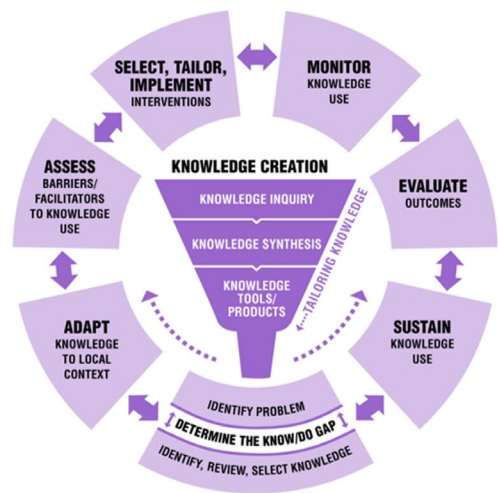 SELECT, TAILOR,
IMPLEMENT
INTERVENTIONS
MONITOR
KNOWLEDGE
USE
ASSESS
BARRIERS/
FACILITATORS
TO KNOWLEDGE
USE
KNOWLEDGE CREATION
KNOWLEDGE INQUIRY
KNOWLEDGE SYNTHESIS
KNOWLEDGE
TOOLS/
PRODUCTS
TAILORING KNOWLEDGE
EVALUATE
OUTCOMES
ADAPT
KNOWLEDGE
TO LOCAL
CONTEXT
SUSTAIN
KNOWLEDGE
USE
IDENTIFY PROBLEM
DETERMINE THE KNOW/DO GAP
IDENTIFY, REVIEW, SELECT KNOWLEDGE